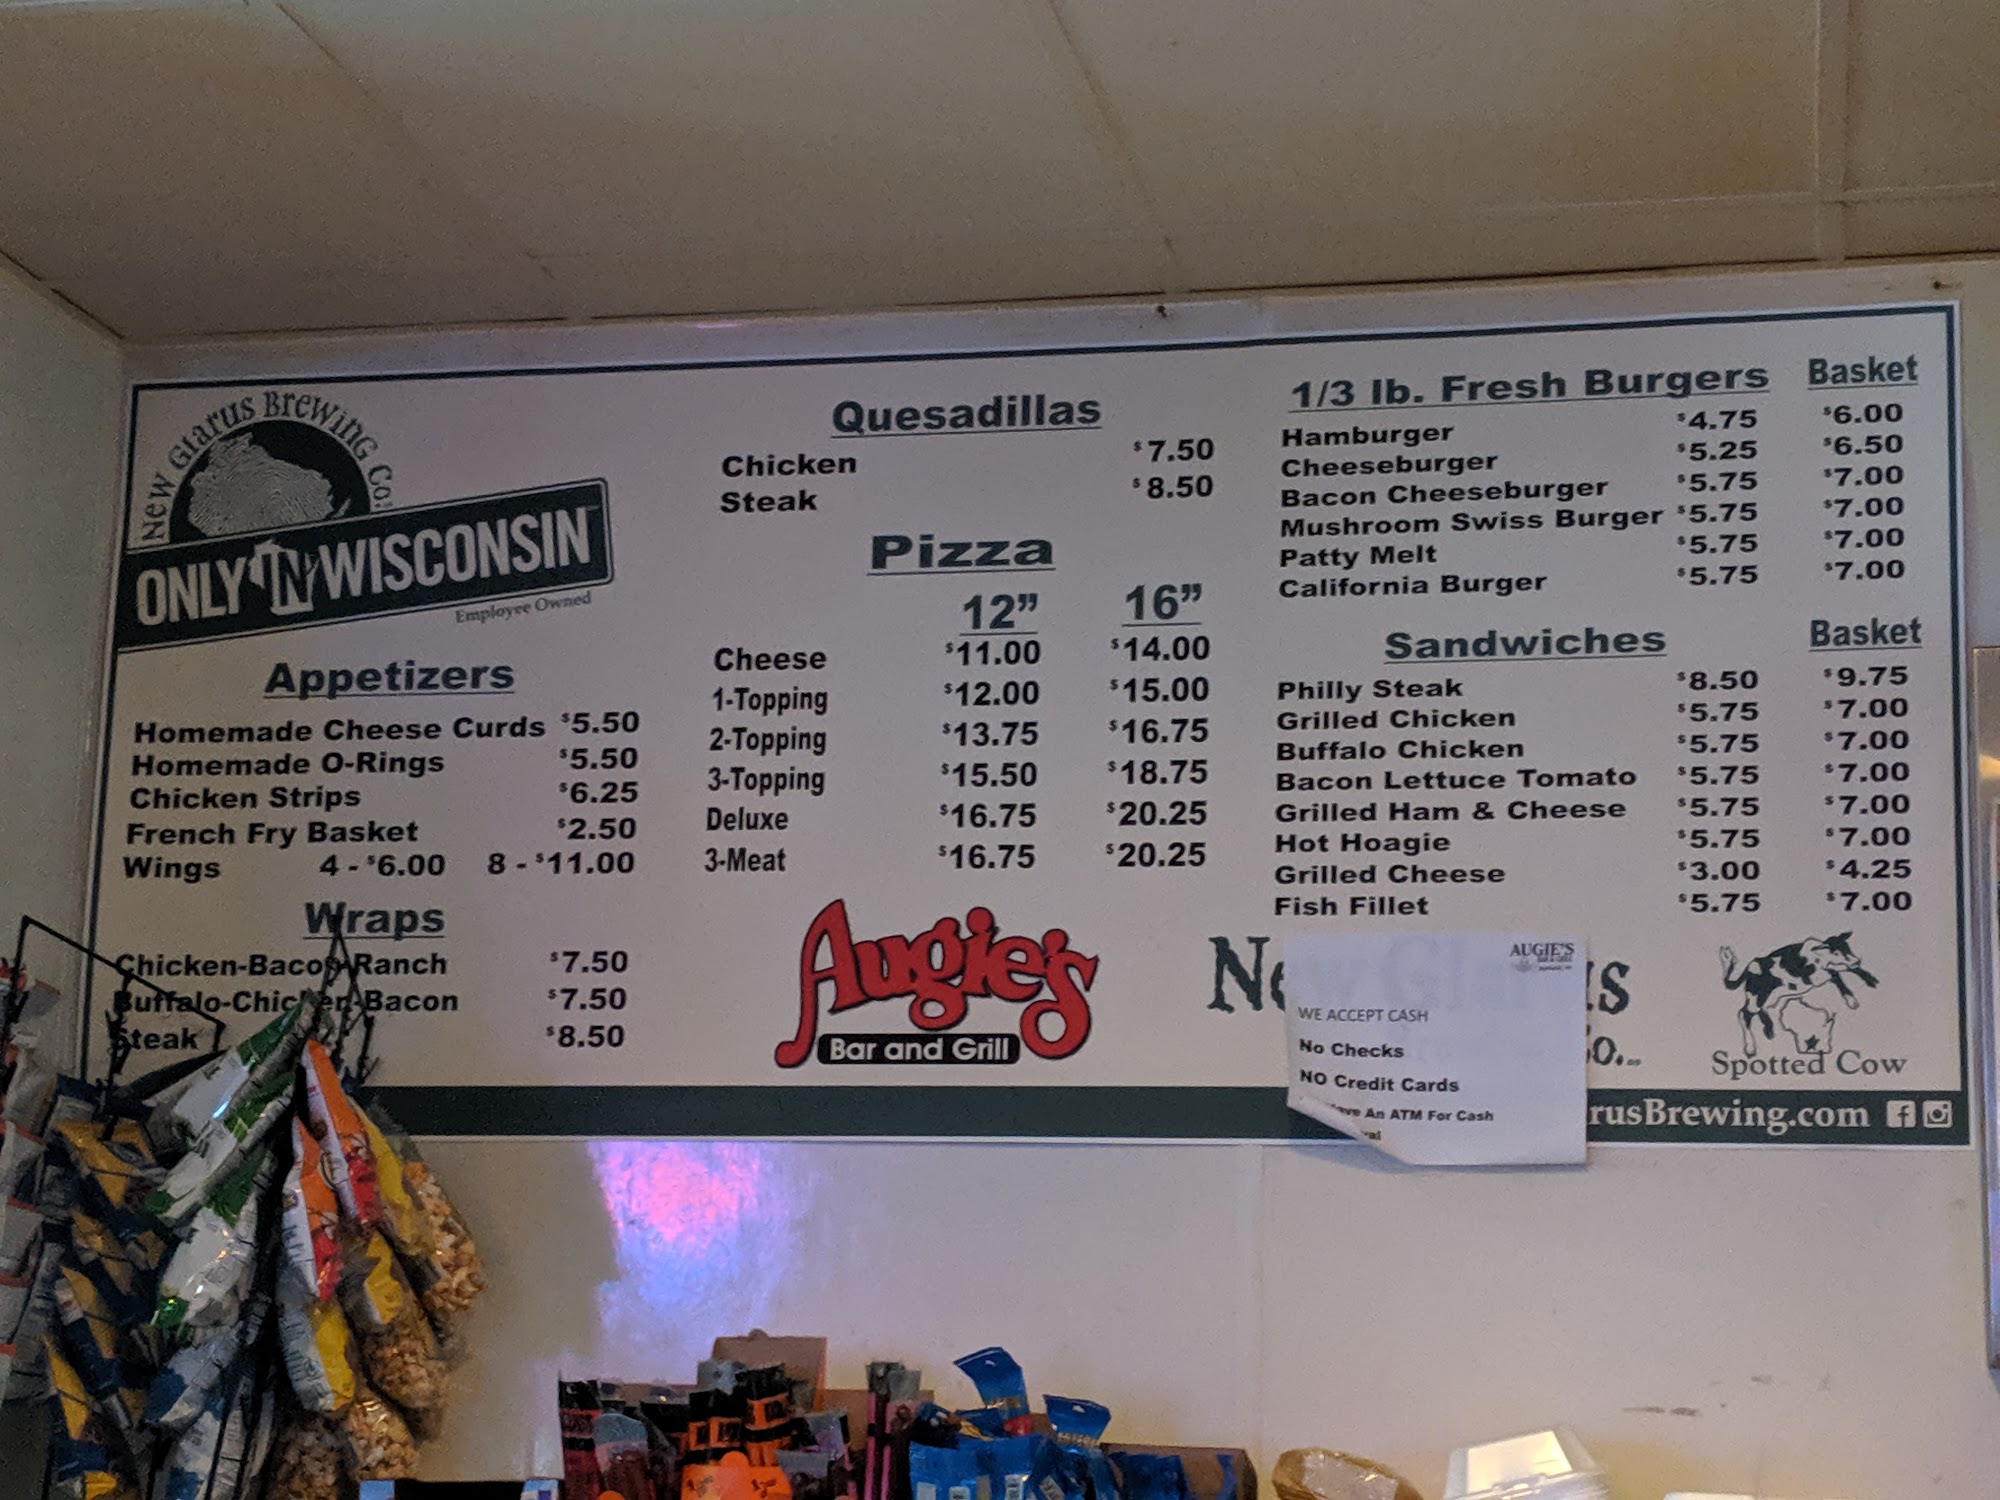 New Glarus Brewing Co.
ONLY IN WISCONSIN
Employee Owned
Appetizers
Homemade Cheese Curds $5.50
Homemade O-Rings $5.50
Chicken Strips $6.25
French Fry Basket $2.50
Wings 4 - $6.00 8 - $11.00
Wraps
Chicken-Bacon-Ranch $7.50
Buffalo-Chicken-Bacon $7.50
Steak $8.50
Quesadillas
Chicken $7.50
Steak $8.50
Pizza
12” 16”
Cheese $11.00 $14.00
1-Topping $12.00 $15.00
2-Topping $13.75 $16.75
3-Topping $15.50 $18.75
Deluxe $16.75 $20.25
3-Meat $16.75 $20.25
Augie's
Bar and Grill
1/3 lb. Fresh Burgers Basket
Hamburger $4.75 $6.00
Cheeseburger $5.25 $6.50
Bacon Cheeseburger $5.75 $7.00
Mushroom Swiss Burger $5.75 $7.00
Patty Melt $5.75 $7.00
California Burger $5.75 $7.00
Sandwiches Basket
Philly Steak $8.50 $9.75
Grilled Chicken $5.75 $7.00
Buffalo Chicken $5.75 $7.00
Bacon Lettuce Tomato $5.75 $7.00
Grilled Ham & Cheese $5.75 $7.00
Hot Hoagie $5.75 $7.00
Grilled Cheese $3.00 $4.25
Fish Fillet $5.75 $7.00
AUGIE'S
BAR & GRILL
WE ACCEPT CASH
No Checks
NO Credit Cards
An ATM For Cash
Spotted Cow
rusBrewing.com